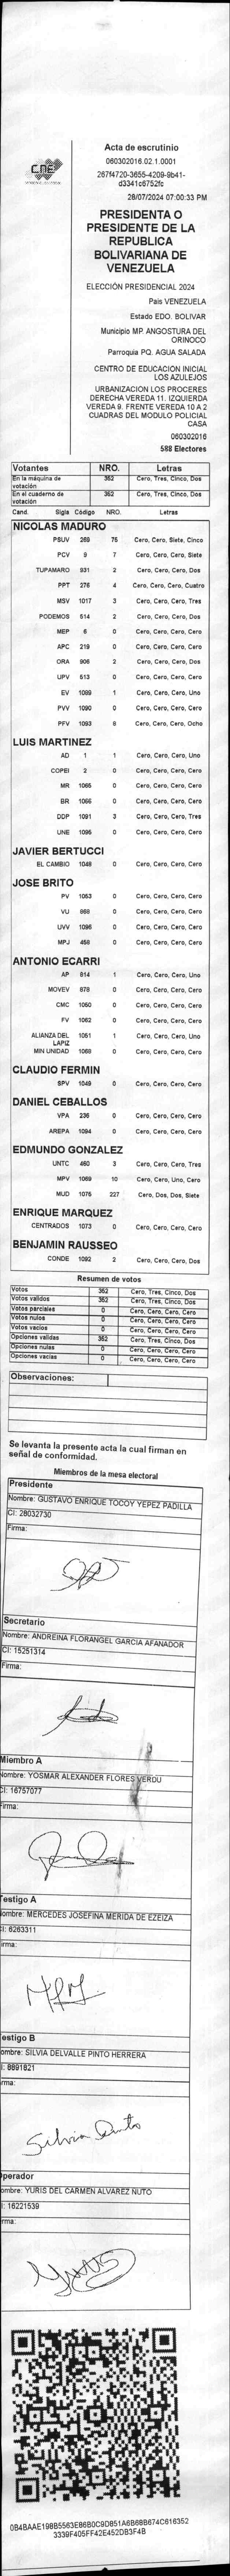 CNE
Acta de escrutinio
060302016.02.1.0001
267f4720-3655-4209-9b41-
d3341c6752fc
28/07/2024 07:00:33 PM
PRESIDENTA O
PRESIDENTE DE LA
REPUBLICA
BOLIVARIANA DE
VENEZUELA
ELECCIÓN PRESIDENCIAL 2024
Pais VENEZUELA
Estado EDO. BOLIVAR
Municipio MP. ANGOSTURA DEL
ORINOCO
Parroquia PQ. AGUA SALADA
CENTRO DE EDUCACION INICIAL
LOS AZULEJOS
URBANIZACION LOS PROCERES
DERECHA VEREDA 11. IZQUIERDA
VEREDA 9. FRENTE VEREDA 10 A 2
CUADRAS DEL MODULO POLICIAL
CASA
060302016
588 Electores
Votantes NRO. Letras
En la máquina de votación 352 Cero, Tres, Cinco, Dos
En el cuaderno de votación 352 Cero, Tres, Cinco, Dos
Cand. Sigla Código NRO. Letras
NICOLAS MADURO
PSUV 269 75 Cero, Cero, Siete, Cinco
PCV 9 7 Cero, Cero, Cero, Siete
TUPAMARO 931 2 Cero, Cero, Cero, Dos
PPT 276 4 Cero, Cero, Cero, Cuatro
MSV 1017 3 Cero, Cero, Cero, Tres
PODEMOS 514 2 Cero, Cero, Cero, Dos
MEP 6 0 Cero, Cero, Cero, Cero
APC 219 0 Cero, Cero, Cero, Cero
ORA 906 2 Cero, Cero, Cero, Dos
UPV 513 0 Cero, Cero, Cero, Cero
EV 1089 1 Cero, Cero, Cero, Uno
PVV 1090 0 Cero, Cero, Cero, Cero
PFV 1093 8 Cero, Cero, Cero, Ocho
LUIS MARTINEZ
AD 1 1 Cero, Cero, Cero, Uno
COPEI 2 0 Cero, Cero, Cero, Cero
MR 1065 0 Cero, Cero, Cero, Cero
BR 1066 0 Cero, Cero, Cero, Cero
DDP 1091 3 Cero, Cero, Cero, Tres
UNE 1095 0 Cero, Cero, Cero, Cero
JAVIER BERTUCCI
EL CAMBIO 1048 0 Cero, Cero, Cero, Cero
JOSE BRITO
PV 1053 0 Cero, Cero, Cero, Cero
VU 868 0 Cero, Cero, Cero, Cero
UVV 1096 0 Cero, Cero, Cero, Cero
MPJ 458 0 Cero, Cero, Cero, Cero
ANTONIO ECARRI
AP 814 1 Cero, Cero, Cero, Uno
MOVEV 878 0 Cero, Cero, Cero, Cero
CMC 1050 0 Cero, Cero, Cero, Cero
FV 1062 0 Cero, Cero, Cero, Cero
ALIANZA DEL 1051 1 Cero, Cero, Cero, Uno
LAPIZ
MIN UNIDAD 1068 0 Cero, Cero, Cero, Cero
CLAUDIO FERMIN
SPV 1049 0 Cero, Cero, Cero, Cero
DANIEL CEBALLOS
VPA 236 0 Cero, Cero, Cero, Cero
AREPA 1094 0 Cero, Cero, Cero, Cero
EDMUNDO GONZALEZ
UNTC 460 3 Cero, Cero, Cero, Tres
MPV 1069 10 Cero, Cero, Uno, Cero
MUD 1075 227 Cero, Dos, Dos, Siete
ENRIQUE MARQUEZ
CENTRADOS 1073 0 Cero, Cero, Cero, Cero
BENJAMIN RAUSSEO
CONDE 1092 2 Cero, Cero, Cero, Dos
Resumen de votos
Votos 352 Cero, Tres, Cinco, Dos
Votos validos 352 Cero, Tres, Cinco, Dos
Votos parciales 0 Cero, Cero, Cero, Cero
Votos nulos 0 Cero, Cero, Cero, Cero
Votos vacios 0 Cero, Cero, Cero, Cero
Opciones validas 352 Cero, Tres, Cinco, Dos
Opciones nulas 0 Cero, Cero, Cero, Cero
Opciones vacias 0 Cero, Cero, Cero, Cero
Observaciones:
Se levanta la presente acta la cual firman en
señal de conformidad.
Miembros de la mesa electoral
Presidente
Nombre: GUSTAVO ENRIQUE TOCOY YEPEZ PADILLA
CI: 28032730
Firma:
Secretario
Nombre: ANDREINA FLORANGEL GARCIA AFANADOR
CI: 15251314
Firma:
Miembro A
Nombre: YOSMAR ALEXANDER FLORES VERDU
CI: 16757077
Firma:
Testigo A
ombre: MERCEDES JOSEFINA MERIDA DE EZEIZA
I: 6263311
irma:
estigo B
ombre: SILVIA DELVALLE PINTO HERRERA
I: 8891821
rma:
Silvia Pinto
perador
ombre: YURIS DEL CARMEN ALVAREZ NUTO
I: 16221539
rma:
0B4BAAE198B5563E86B0C9D851A6B68B674C616352
3339F405FF42E452DB3F4B